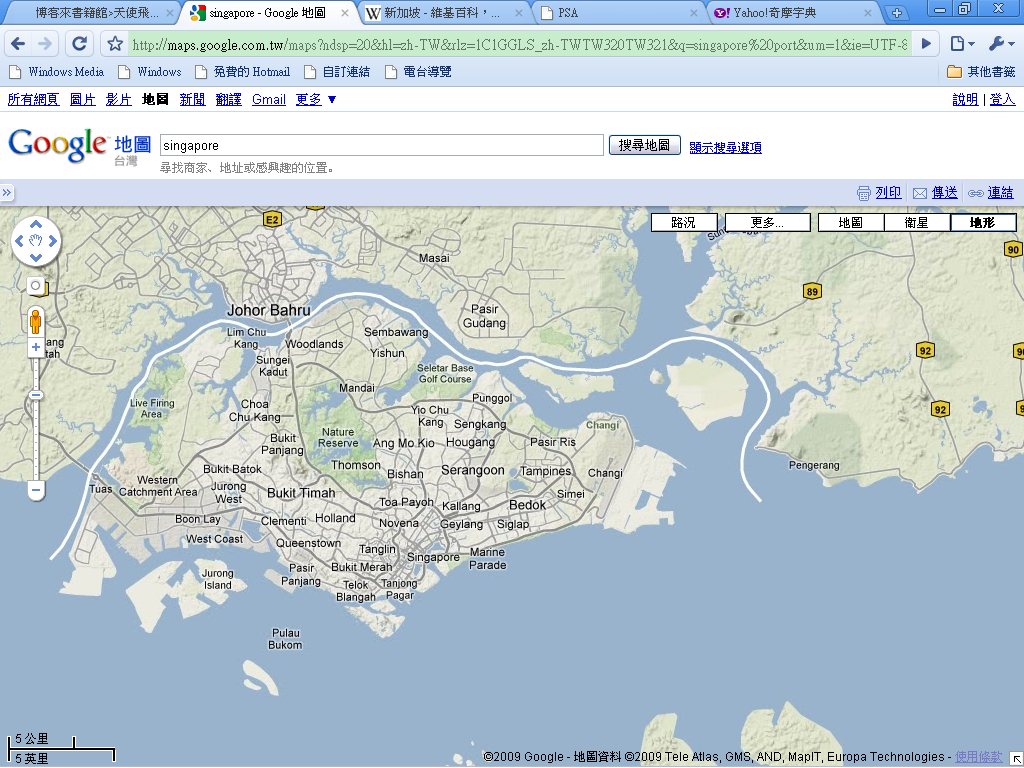 博客來書籍館>天使飛...
singapore - Google 地圖
新加坡 - 維基百科，...
PSA
Yahoo!奇摩字典
http://maps.google.com.tw/maps?ndsp=20&hl=zh-TW&rlz=1C1GGLS_zh-TWTW320TW321&q=singapore%20port&um=1&ie=UTF-8
Windows Media
Windows
免費的 Hotmail
自訂連結
電台導覽
其他書籤
所有網頁 圖片 影片 地圖 新聞 翻譯 Gmail 更多 ▼
說明 | 登入
Google 地圖
台灣
singapore
搜尋地圖
顯示搜尋選項
尋找商家、地址或感興趣的位置。
»
列印
傳送
連結
路況
更多...
地圖
衛星
地形
E2
90
89
92
92
Masai
Johor Bahru
Pasir
Gudang
Lim Chu
Kang
Woodlands
Sembawang
Yishun
Sungei
Kadut
Seletar Base
Golf Course
Mandai
Punggol
Live Firing
Area
Choa
Chu Kang
Yio Chu
Kang
Sengkang
Changi
Nature
Reserve
Bukit
Panjang
Ang Mo Kio
Hougang
Pasir Ris
Pengerang
Thomson
Bukit Batok
Bishan
Serangoon
Tampines
Changi
Tuas
Western
Catchment Area
Jurong
West
Bukit Timah
Simei
Toa Payoh
Kallang
Bedok
Boon Lay
Clementi
Holland
Novena
Geylang
Siglap
West Coast
Queenstown
Tanglin
Singapore
Marine
Parade
Jurong
Island
Pasir
Panjang
Bukit Merah
Telok
Blangah
Tanjong
Pagar
Pulau
Bukom
5 公里
5 英里
©2009 Google - 地圖資料 ©2009 Tele Atlas, GMS, AND, MapIT, Europa Technologies - 使用條款